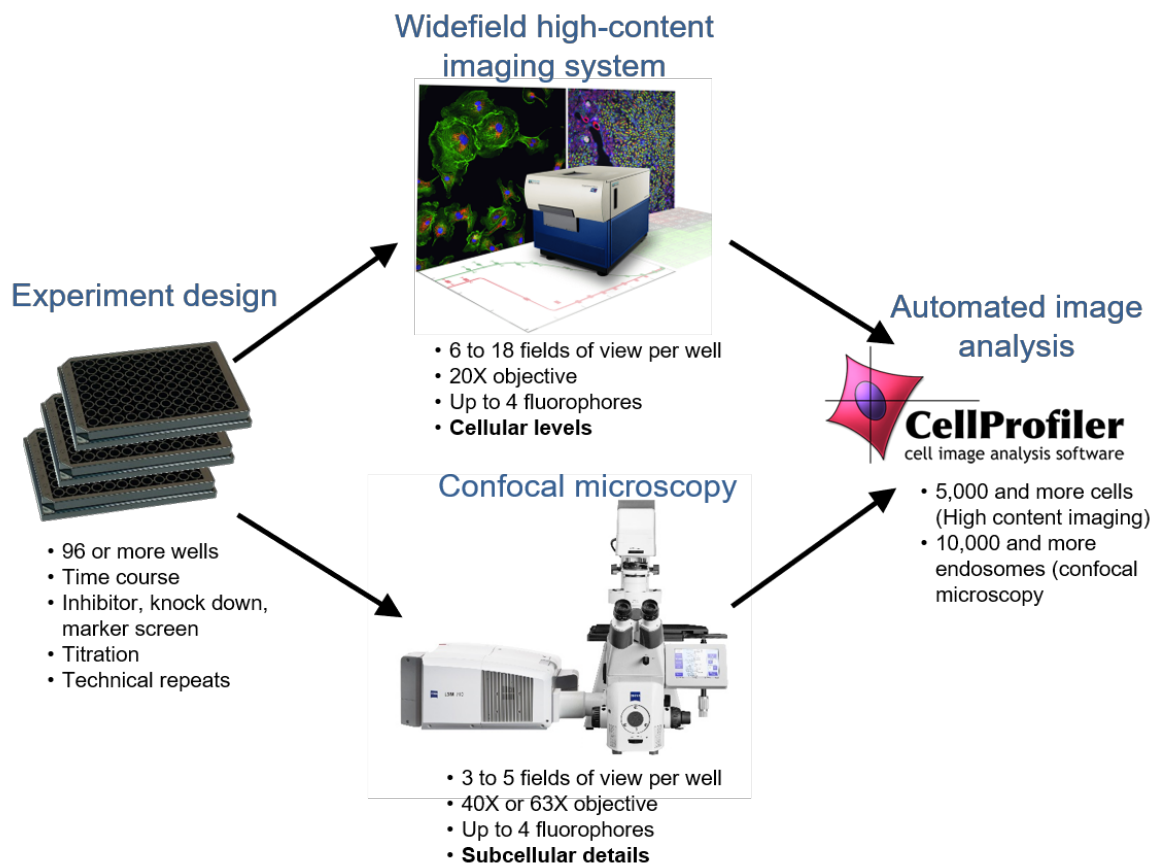 Widefield high-content
imaging system
Experiment design
• 96 or more wells
• Time course
• Inhibitor, knock down,
marker screen
• Titration
• Technical repeats
• 6 to 18 fields of view per well
• 20X objective
• Up to 4 fluorophores
• Cellular levels
Confocal microscopy
• 3 to 5 fields of view per well
• 40X or 63X objective
• Up to 4 fluorophores
• Subcellular details
Automated image
analysis
CellProfiler
cell image analysis software
• 5,000 and more cells
(High content imaging)
• 10,000 and more
endosomes (confocal
microscopy